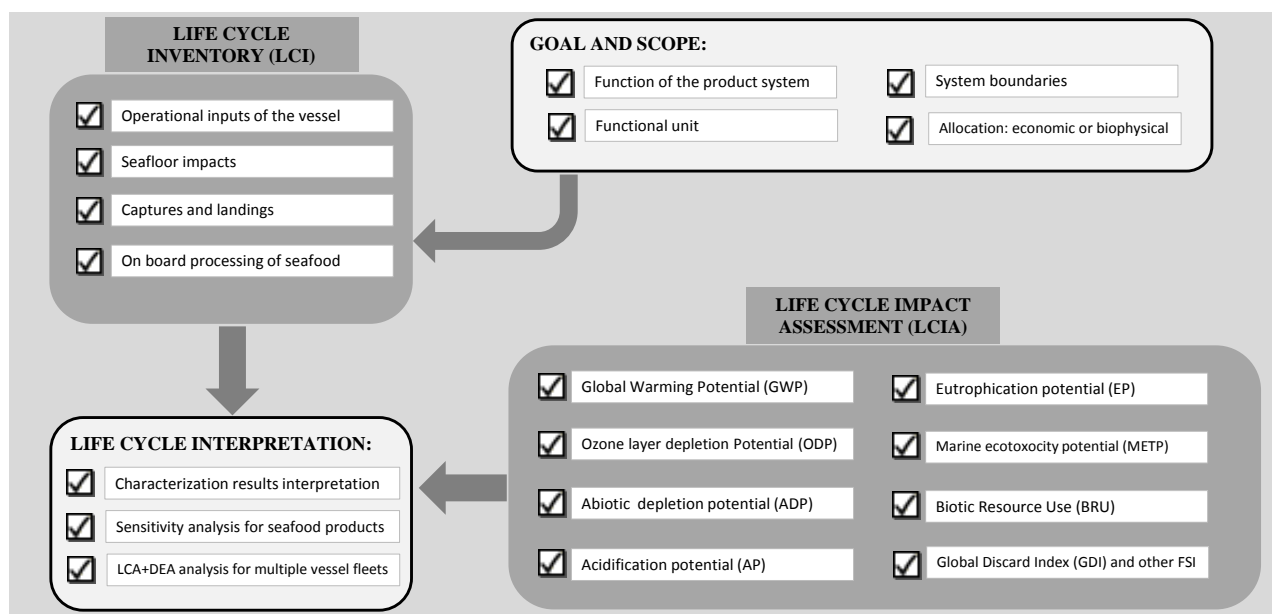 LIFE CYCLE
INVENTORY (LCI)
Operational inputs of the vessel
Seafloor impacts
Captures and landings
On board processing of seafood
GOAL AND SCOPE:
Function of the product system
Functional unit
System boundaries
Allocation: economic or biophysical
LIFE CYCLE IMPACT
ASSESSMENT (LCIA)
Global Warming Potential (GWP)
Ozone layer depletion Potential (ODP)
Abiotic depletion potential (ADP)
Acidification potential (AP)
Eutrophication potential (EP)
Marine ecotoxocity potential (METP)
Biotic Resource Use (BRU)
Global Discard Index (GDI) and other FSI
LIFE CYCLE INTERPRETATION:
Characterization results interpretation
Sensitivity analysis for seafood products
LCA+DEA analysis for multiple vessel fleets